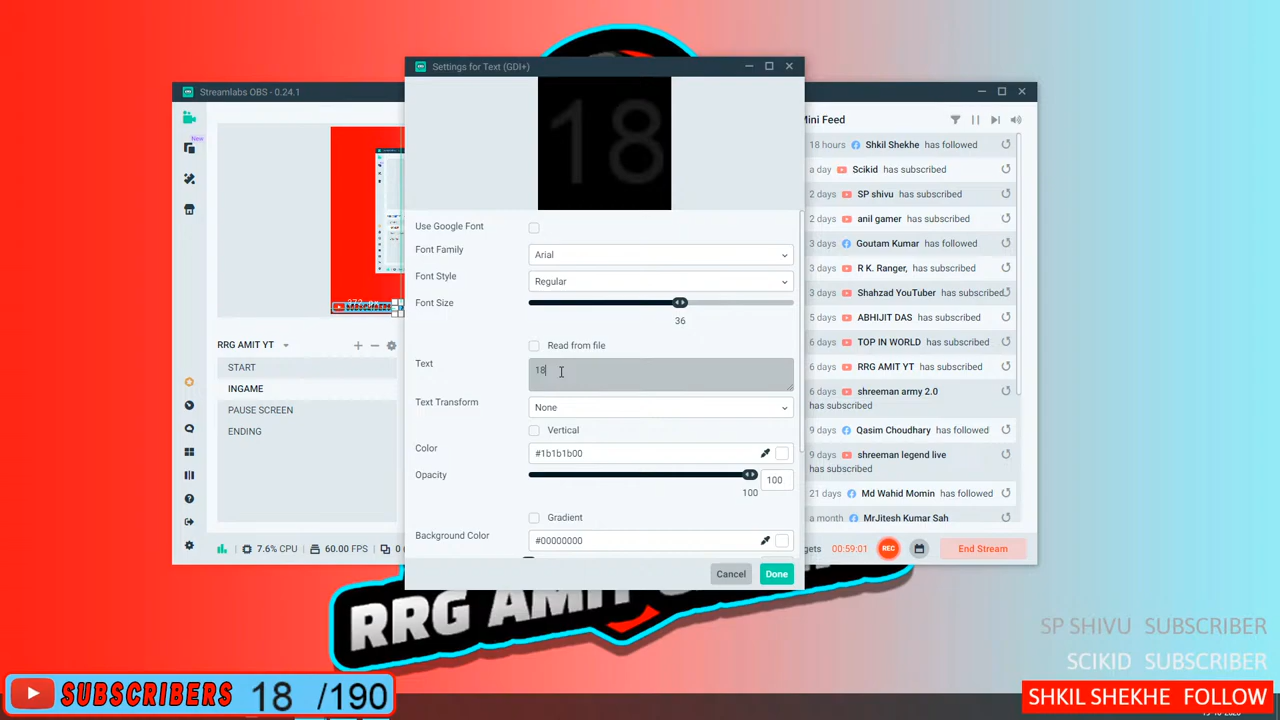 Settings for Text (GDI+)
18
Streamlabs OBS - 0.24.1
New
RRG AMIT YT
START
INGAME
PAUSE SCREEN
ENDING
7.6% CPU
60.00 FPS
0
Use Google Font
Font Family
Arial
Font Style
Regular
Font Size
36
Read from file
Text
18
Text Transform
None
Vertical
Color
#1b1b1b00
Opacity
100
100
Gradient
Background Color
#00000000
Cancel
Done
Mini Feed
18 hours Shkil Shekhe has followed
a day Scikid has subscribed
2 days SP shivu has subscribed
2 days anil gamer has subscribed
3 days Goutam Kumar has followed
3 days R K. Ranger, has subscribed
3 days Shahzad YouTuber has subscribed
5 days ABHIJIT DAS has subscribed
6 days TOP IN WORLD has subscribed
6 days RRG AMIT YT has subscribed
6 days shreeman army 2.0
has subscribed
9 days Qasim Choudhary has followed
9 days shreeman legend live
has subscribed
21 days Md Wahid Momin has followed
a month MrJitesh Kumar Sah
gets
00:59:01
REC
End Stream
RRG AMIT
SP SHIVU SUBSCRIBER
SCIKID SUBSCRIBER
SHKIL SHEKHE FOLLOW
SUBSCRIBERS 18 /190